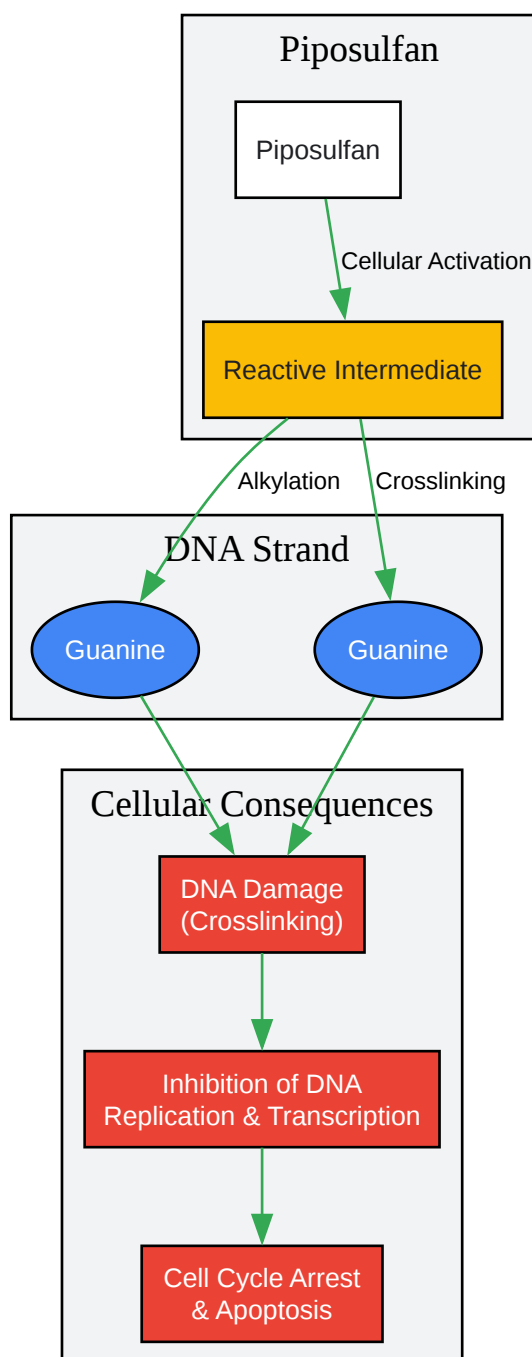 Piposulfan
Piposulfan
Cellular Activation
Reactive Intermediate
Alkylation
Crosslinking
DNA Strand
Guanine
Guanine
Cellular Consequences
DNA Damage
(Crosslinking)
Inhibition of DNA
Replication & Transcription
Cell Cycle Arrest
& Apoptosis